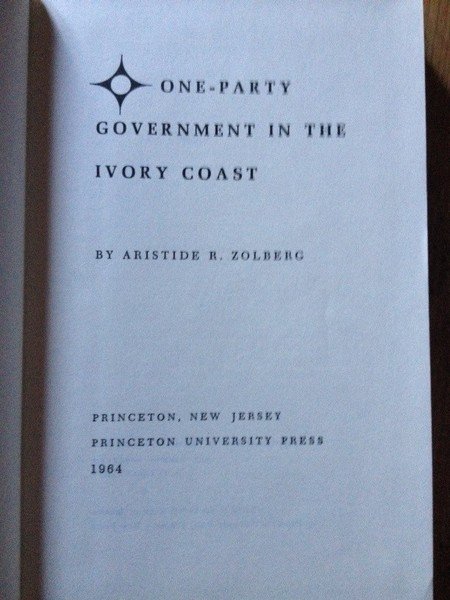 ONE-PARTY
GOVERNMENT IN THE
IVORY COAST
BY ARISTIDE R. ZOLBERG
PRINCETON, NEW JERSEY
PRINCETON UNIVERSITY PRESS
1964